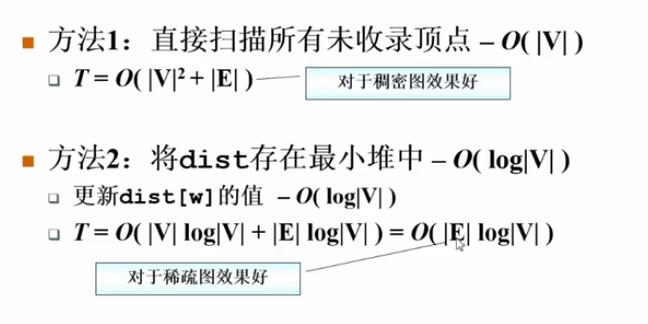 方法1：直接扫描所有未收录顶点 – O( |V| )
T = O( |V|² + |E| )
对于稠密图效果好
方法2：将dist存在最小堆中 – O( log|V| )
更新dist[w]的值 – O( log|V| )
T = O( |V| log|V| + |E| log|V| ) = O( |E| log|V| )
对于稀疏图效果好